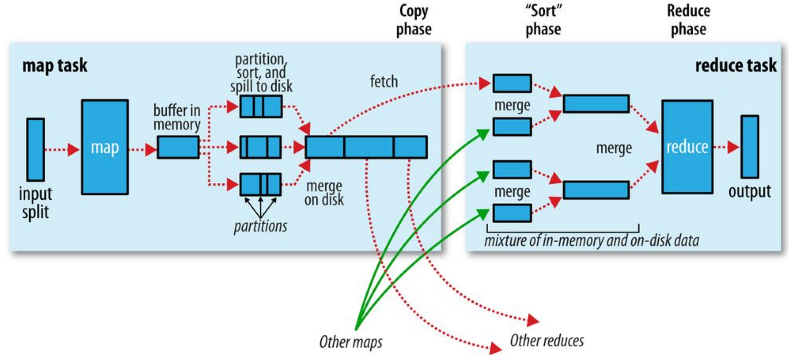 Copy
phase
“Sort”
phase
Reduce
phase
map task
partition,
sort, and
spill to disk
fetch
reduce task
buffer in
memory
map
merge
merge
reduce
input
split
merge
on disk
merge
output
partitions
mixture of in-memory and on-disk data
Other maps
Other reduces